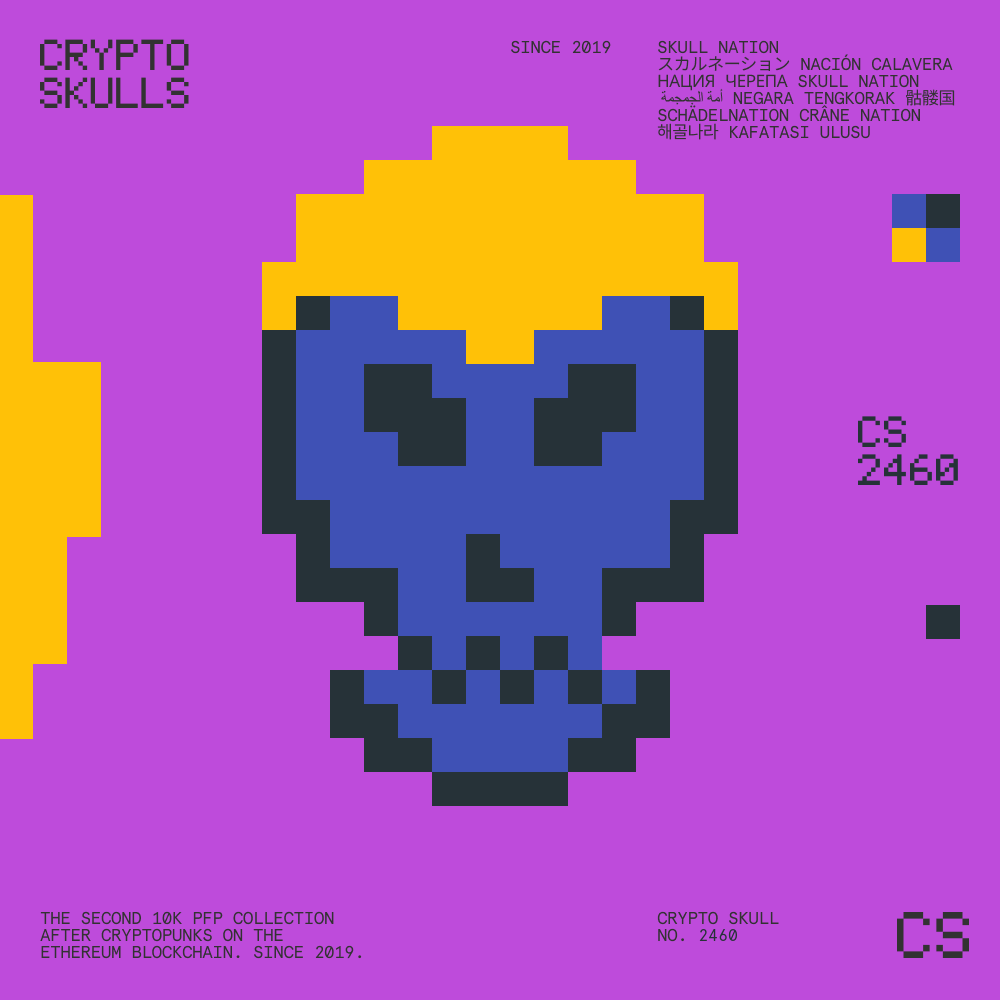 CRYPTO
SKULLS
SINCE 2019
SKULL NATION
スカルネーション NACIÓN CALAVERA
НАЦИЯ ЧЕРЕПА SKULL NATION
أمة الجمجمة NEGARA TENGKORAK 骷髅国
SCHÄDELNATION CRÂNE NATION
해골나라 KAFATASI ULUSU
CS
2460
THE SECOND 10K PFP COLLECTION
AFTER CRYPTOPUNKS ON THE
ETHEREUM BLOCKCHAIN. SINCE 2019.
CRYPTO SKULL
NO. 2460
CS